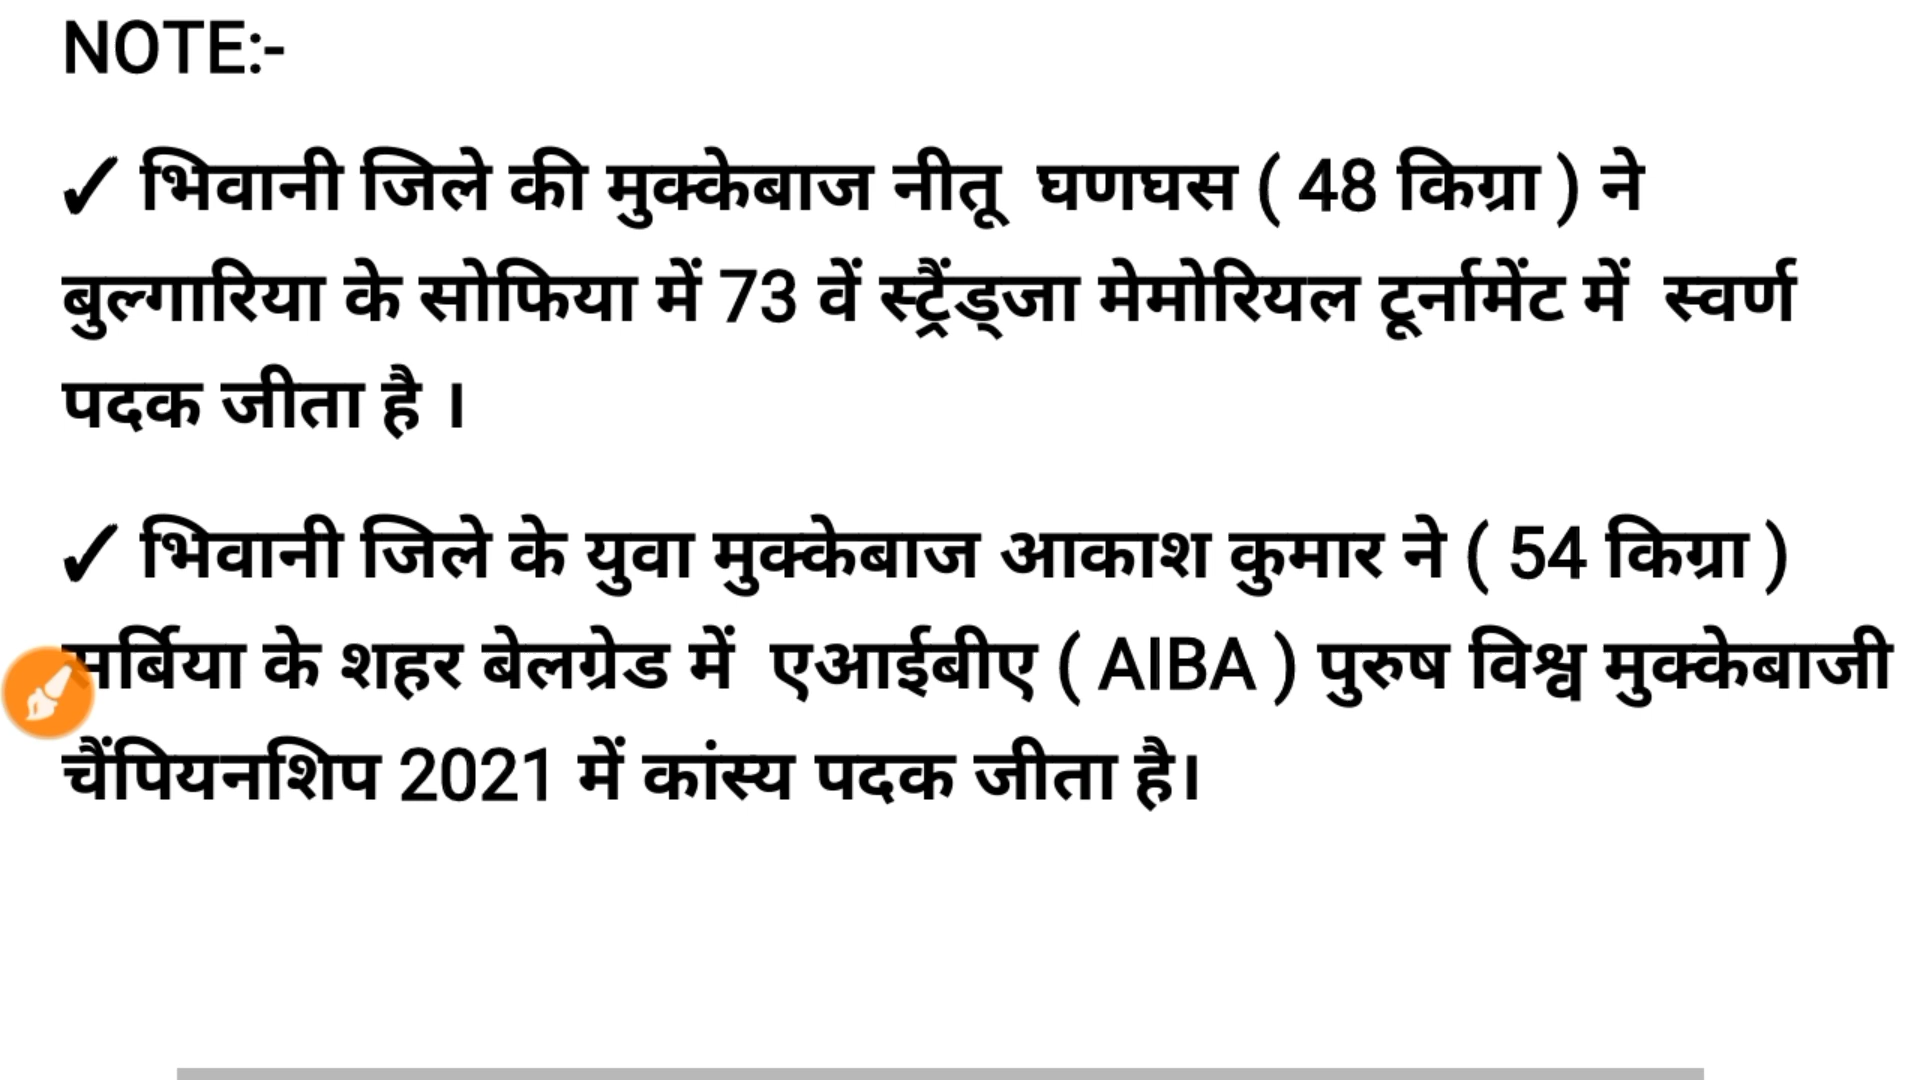 NOTE:-
✓ भिवानी जिले की मुक्केबाज नीतू घणघस ( 48 किग्रा ) ने
बुल्गारिया के सोफिया में 73 वें स्ट्रैंड्जा मेमोरियल टूर्नामेंट में स्वर्ण
पदक जीता है ।
✓ भिवानी जिले के युवा मुक्केबाज आकाश कुमार ने ( 54 किग्रा )
सर्बिया के शहर बेलग्रेड में एआईबीए ( AIBA ) पुरुष विश्व मुक्केबाजी
चैंपियनशिप 2021 में कांस्य पदक जीता है।